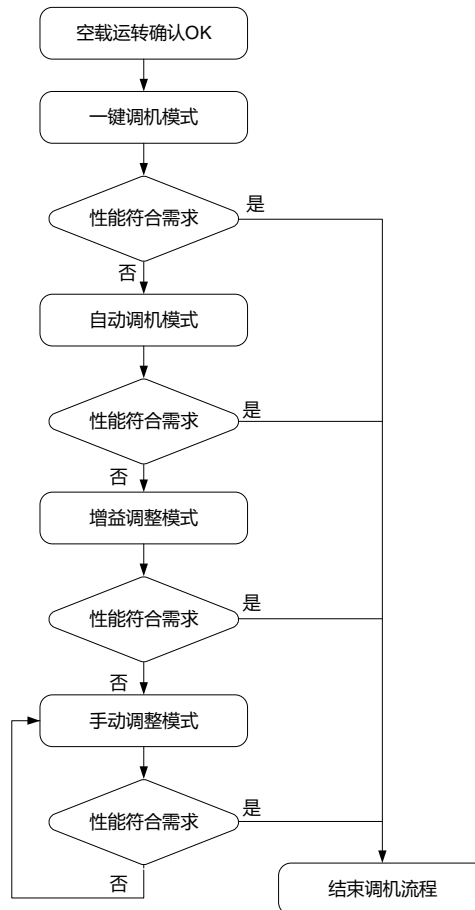 空载运转确认OK
一键调机模式
性能符合需求
是
否
自动调机模式
性能符合需求
是
否
增益调整模式
性能符合需求
是
否
手动调整模式
性能符合需求
是
否
结束调机流程